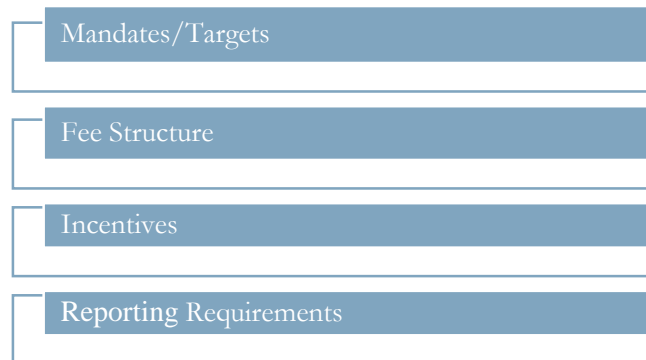 Mandates/Targets
Fee Structure
Incentives
Reporting Requirements